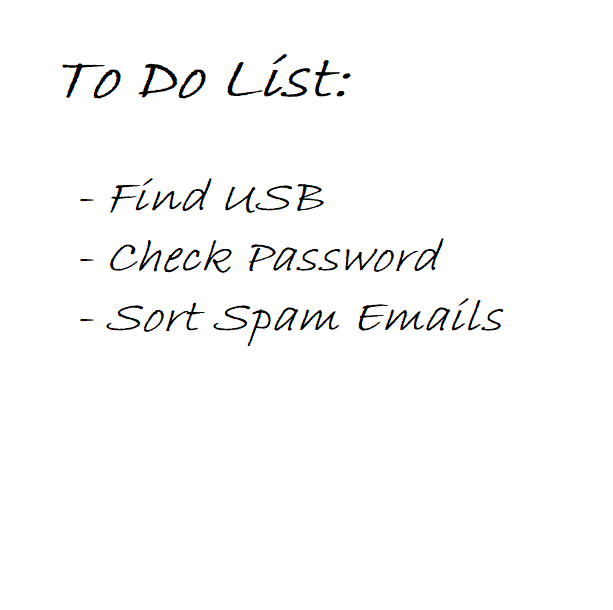 To Do List:
- Find USB
- Check Password
- Sort Spam Emails